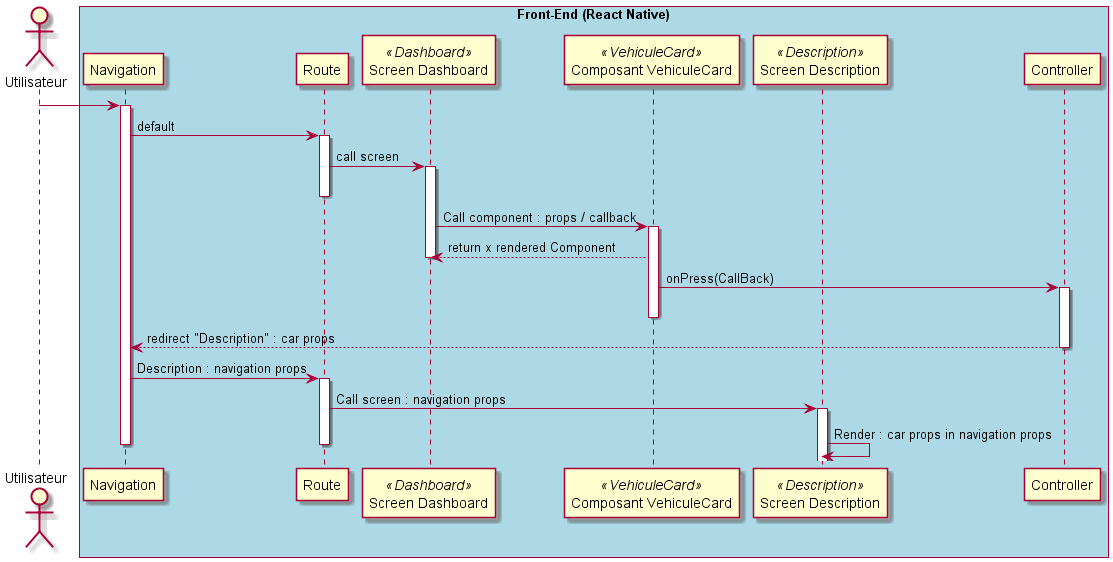 Front-End (React Native)
Utilisateur
Navigation
Route
«Dashboard»
Screen Dashboard
«VehiculeCard»
Composant VehiculeCard
«Description»
Screen Description
Controller
default
call screen
Call component : props / callback
return x rendered Component
onPress(CallBack)
redirect "Description" : car props
Description : navigation props
Call screen : navigation props
Render : car props in navigation props
Utilisateur
Navigation
Route
«Dashboard»
Screen Dashboard
«VehiculeCard»
Composant VehiculeCard
«Description»
Screen Description
Controller